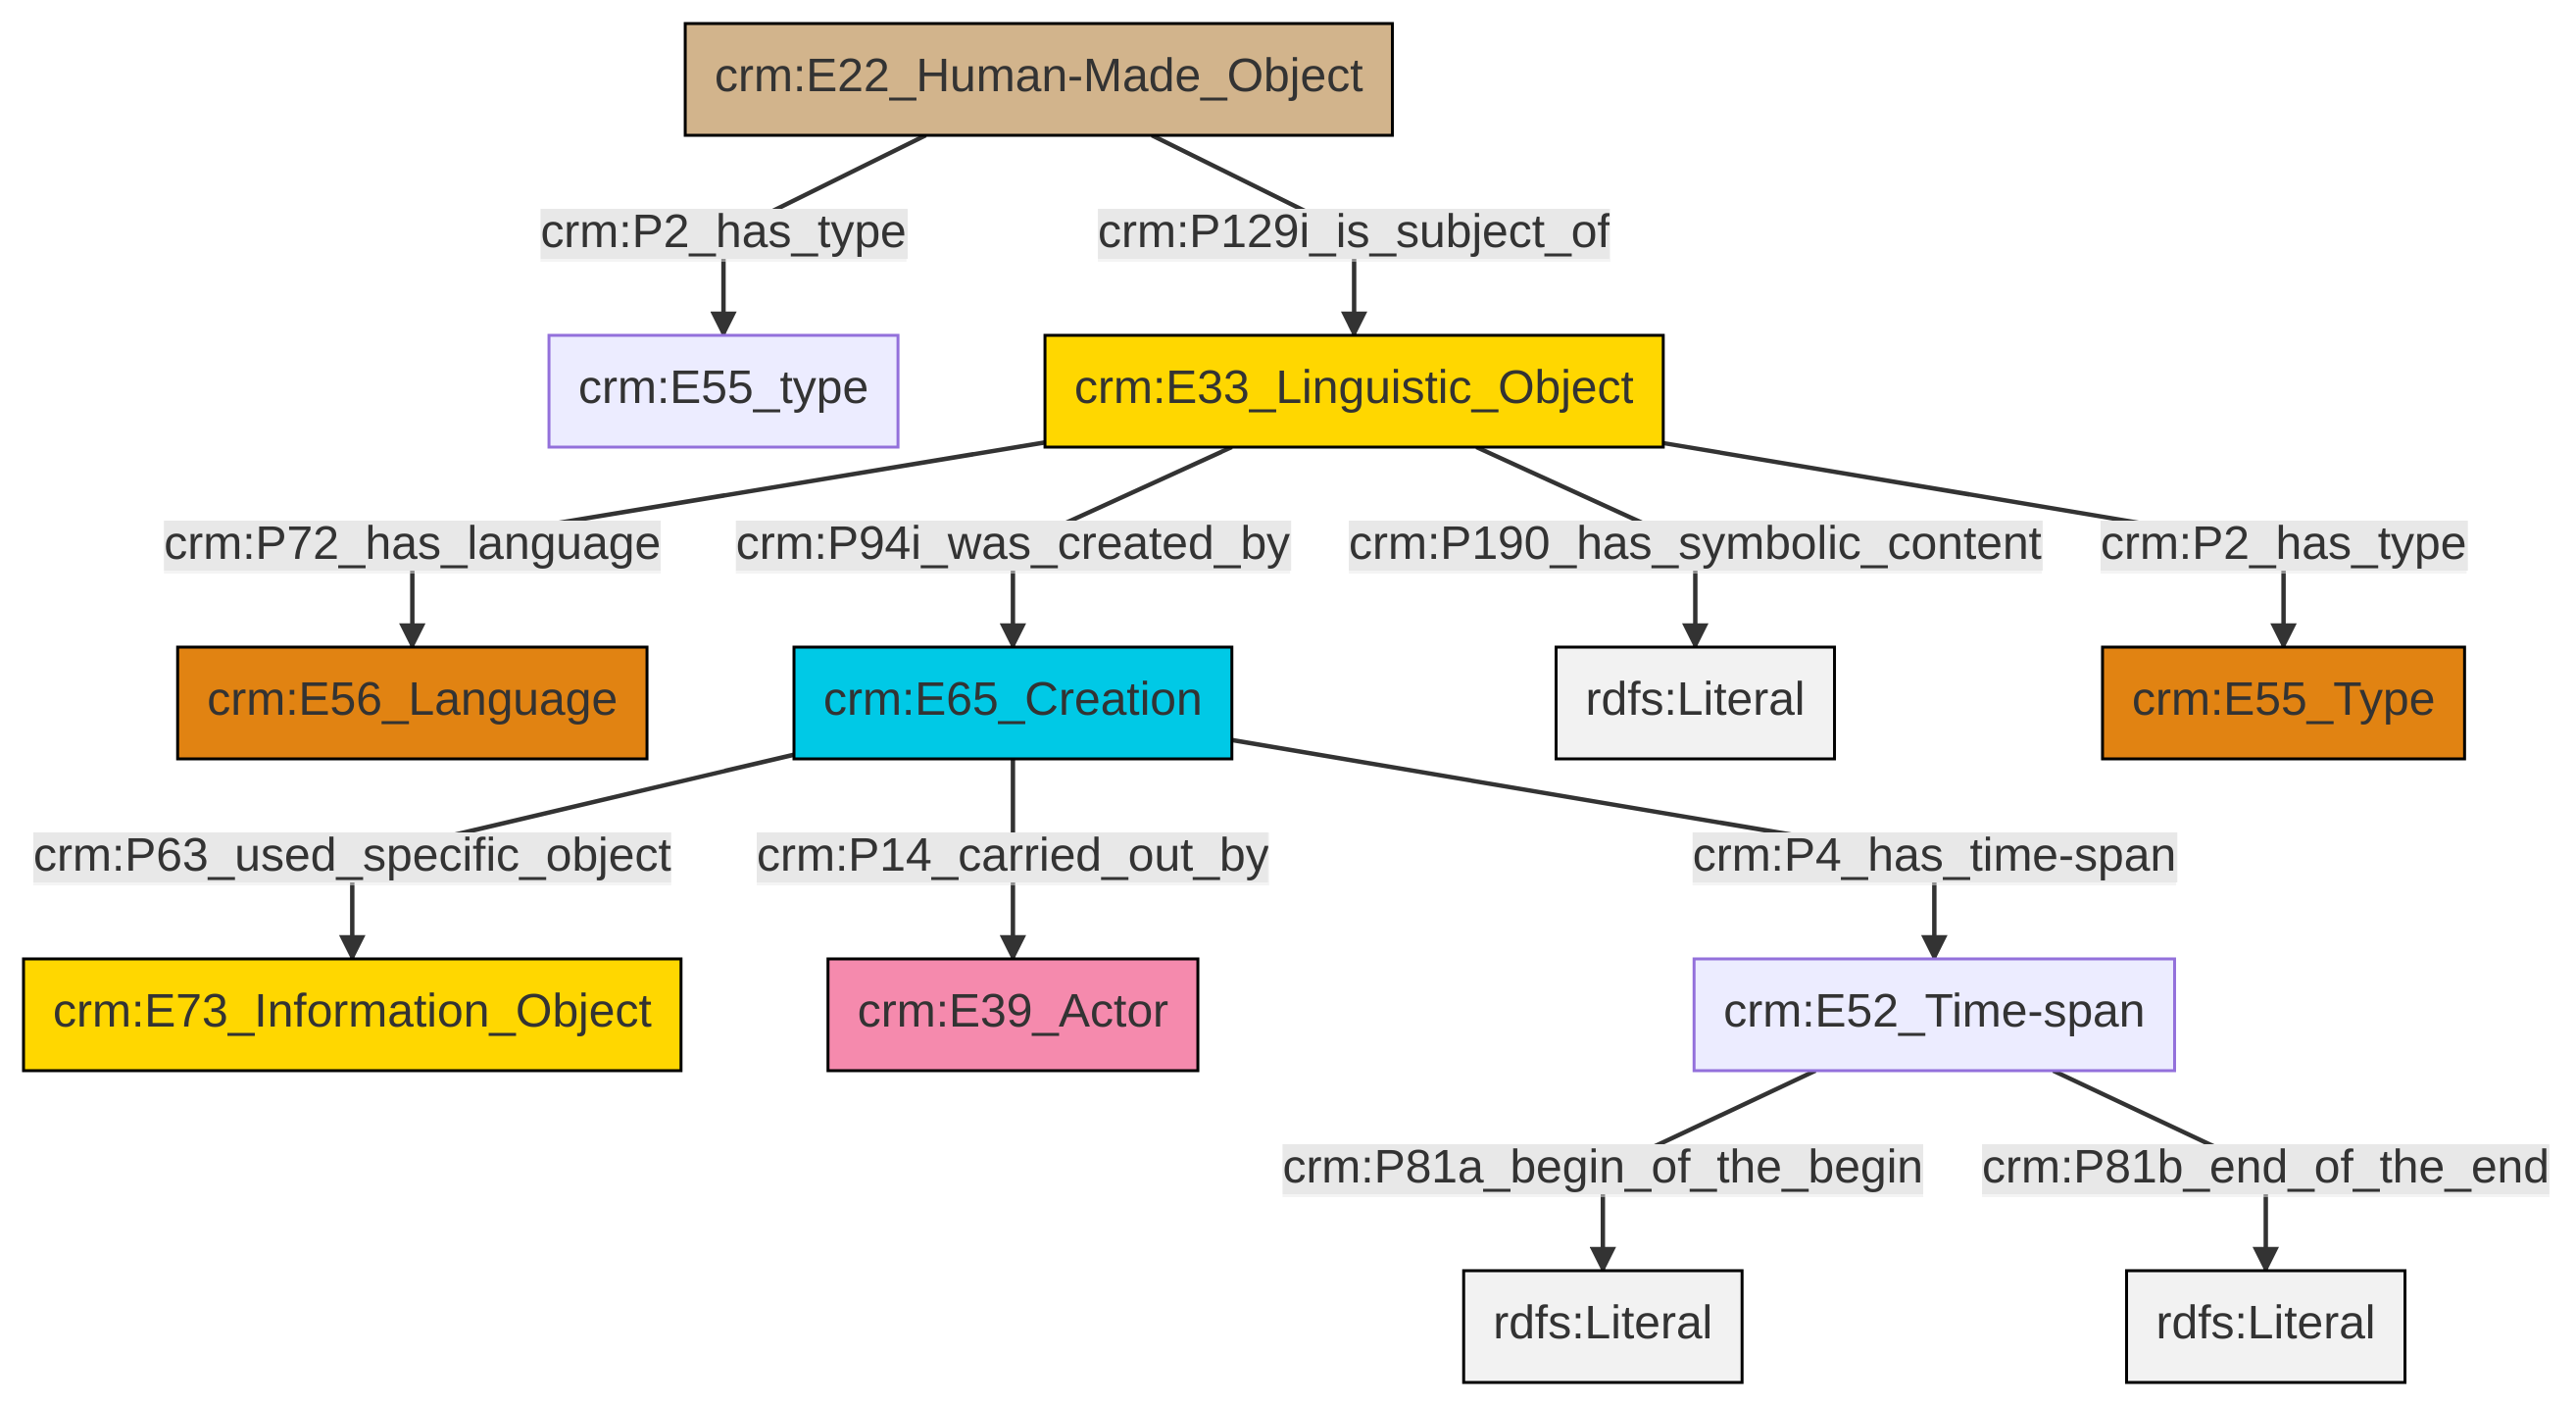 crm:E22_Human-Made_Object
crm:P2_has_type
crm:P129i_is_subject_of
crm:E55_type
crm:E33_Linguistic_Object
crm:P72_has_language
crm:P94i_was_created_by
crm:P190_has_symbolic_content
crm:P2_has_type
crm:E56_Language
crm:E65_Creation
rdfs:Literal
crm:E55_Type
crm:P63_used_specific_object
crm:P14_carried_out_by
crm:P4_has_time-span
crm:E73_Information_Object
crm:E39_Actor
crm:E52_Time-span
crm:P81a_begin_of_the_begin
crm:P81b_end_of_the_end
rdfs:Literal
rdfs:Literal